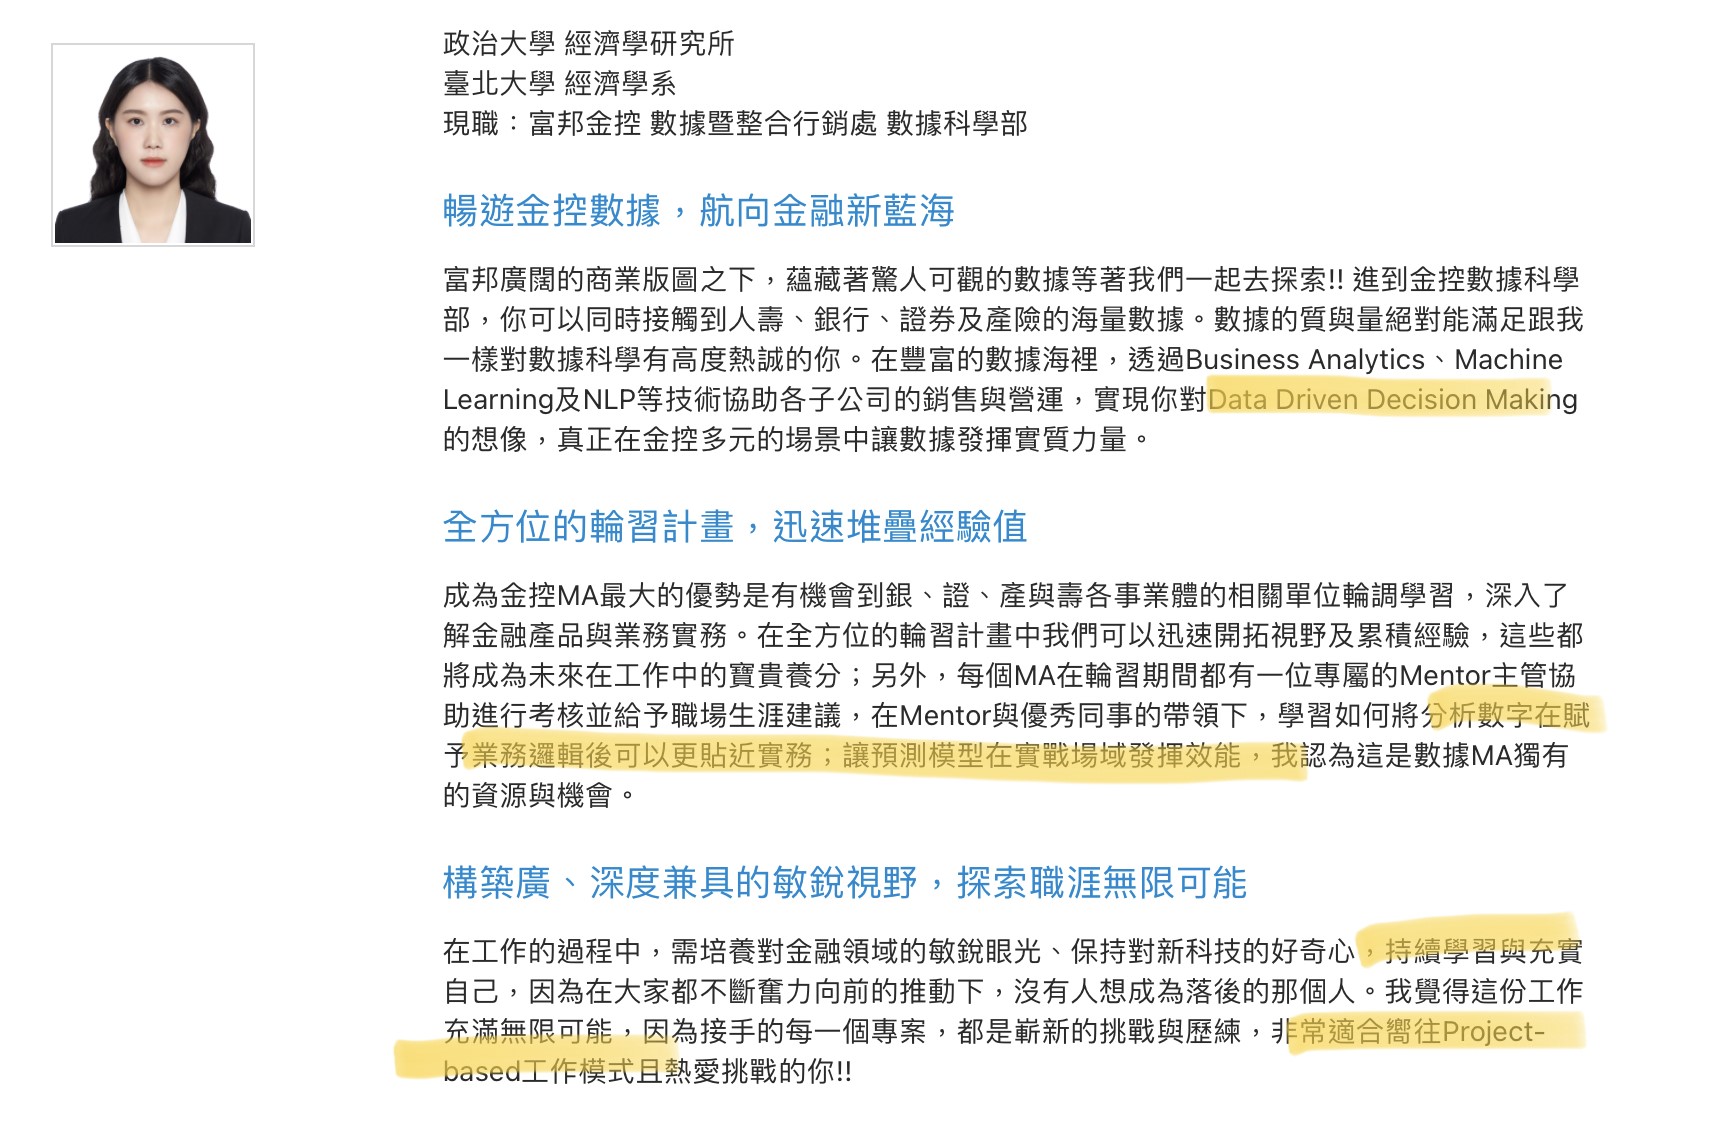 政治大學 經濟學研究所
臺北大學 經濟學系
現職：富邦金控 數據暨整合行銷處 數據科學部
暢遊金控數據，航向金融新藍海
富邦廣闊的商業版圖之下，蘊藏著驚人可觀的數據等著我們一起去探索!! 進到金控數據科學
部，你可以同時接觸到人壽、銀行、證券及產險的海量數據。數據的質與量絕對能滿足跟我
一樣對數據科學有高度熱誠的你。在豐富的數據海裡，透過Business Analytics、Machine
Learning及NLP等技術協助各子公司的銷售與營運，實現你對Data Driven Decision Making
的想像，真正在金控多元的場景中讓數據發揮實質力量。
全方位的輪習計畫，迅速堆疊經驗值
成為金控MA最大的優勢是有機會到銀、證、產與壽各事業體的相關單位輪調學習，深入了
解金融產品與業務實務。在全方位的輪習計畫中我們可以迅速開拓視野及累積經驗，這些都
將成為未來在工作中的寶貴養分；另外，每個MA在輪習期間都有一位專屬的Mentor主管協
助進行考核並給予職場生涯建議，在Mentor與優秀同事的帶領下，學習如何將分析數字在賦
予業務邏輯後可以更貼近實務；讓預測模型在實戰場域發揮效能，我認為這是數據MA獨有
的資源與機會。
構築廣、深度兼具的敏銳視野，探索職涯無限可能
在工作的過程中，需培養對金融領域的敏銳眼光、保持對新科技的好奇心，持續學習與充實
自己，因為在大家都不斷奮力向前的推動下，沒有人想成為落後的那個人。我覺得這份工作
充滿無限可能，因為接手的每一個專案，都是嶄新的挑戰與歷練，非常適合嚮往Project-
based工作模式且熱愛挑戰的你!!